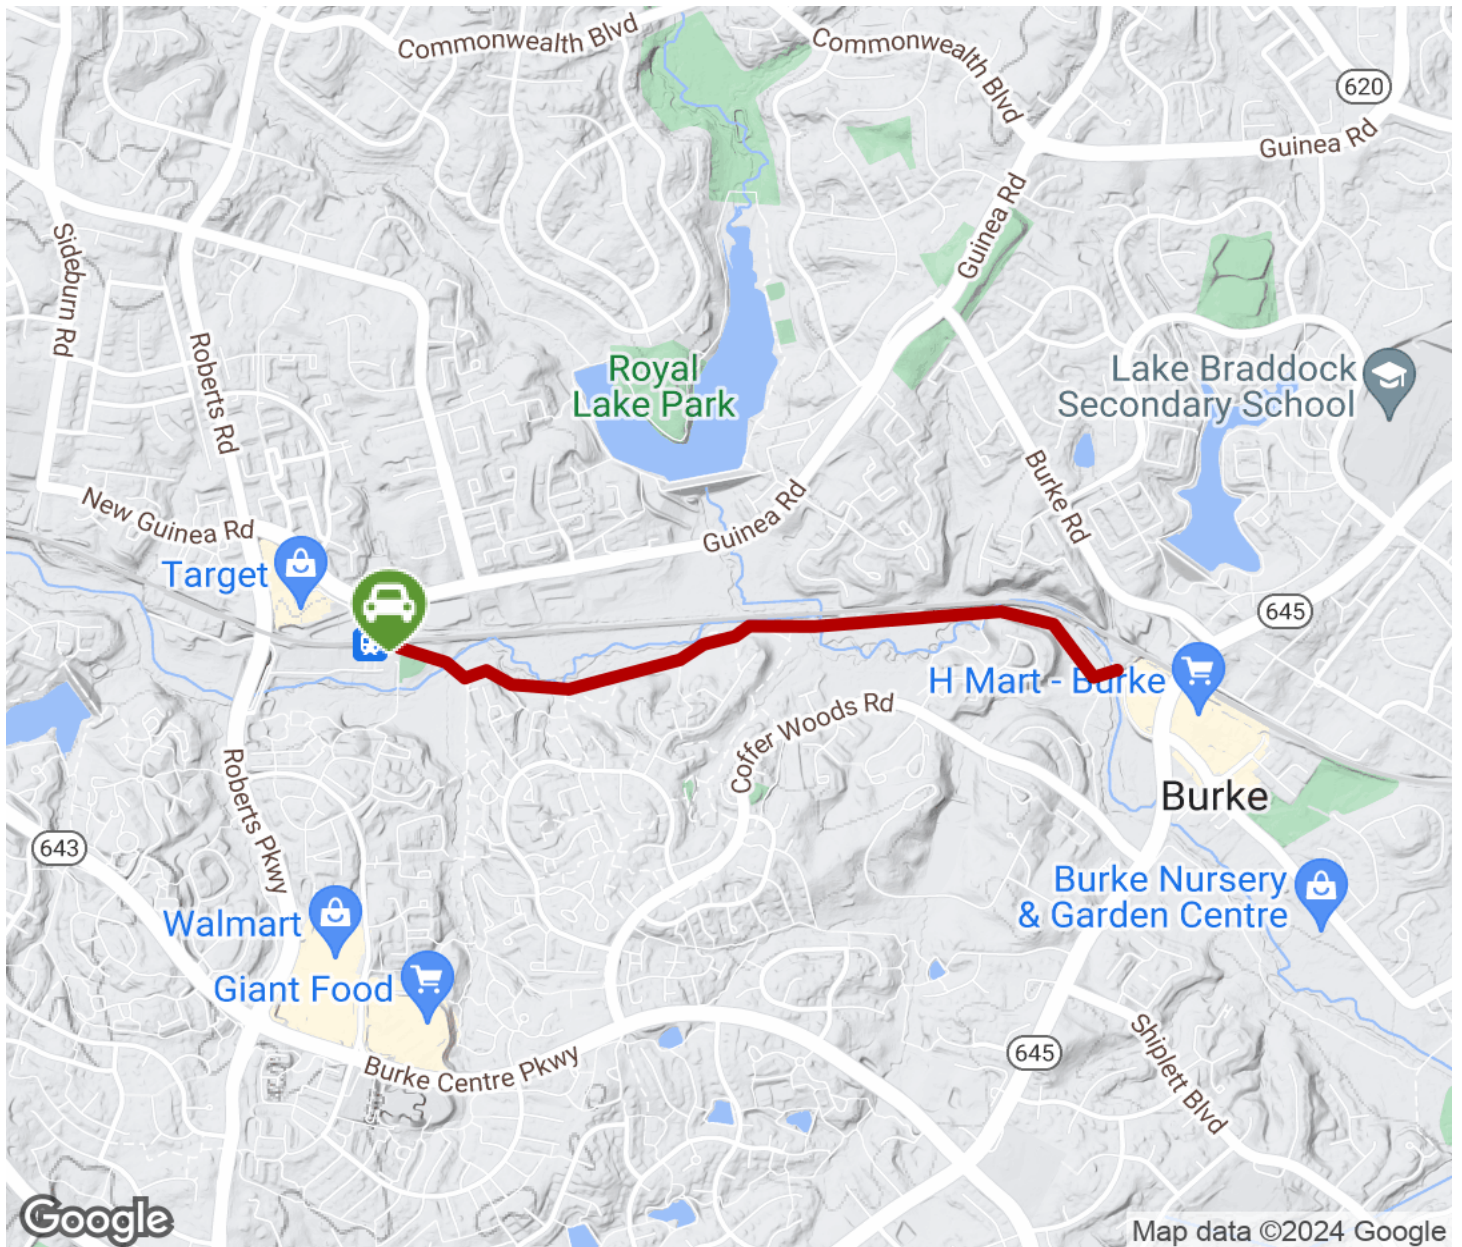 Commonwealth Blvd
Commonwealth Blvd
620
Guinea Rd
Sideburn Rd
Guinea Rd
Roberts Rd
Royal
Lake Park
Lake Braddock
Secondary School
Burke Rd
New Guinea Rd
Guinea Rd
Target
645
H Mart - Burke
Coffer Woods Rd
Roberts Pkwy
Burke
643
Burke Nursery
& Garden Centre
Walmart
Giant Food
Burke Centre Pkwy
645
Shiplett Blvd
Google
Map data ©2024 Google